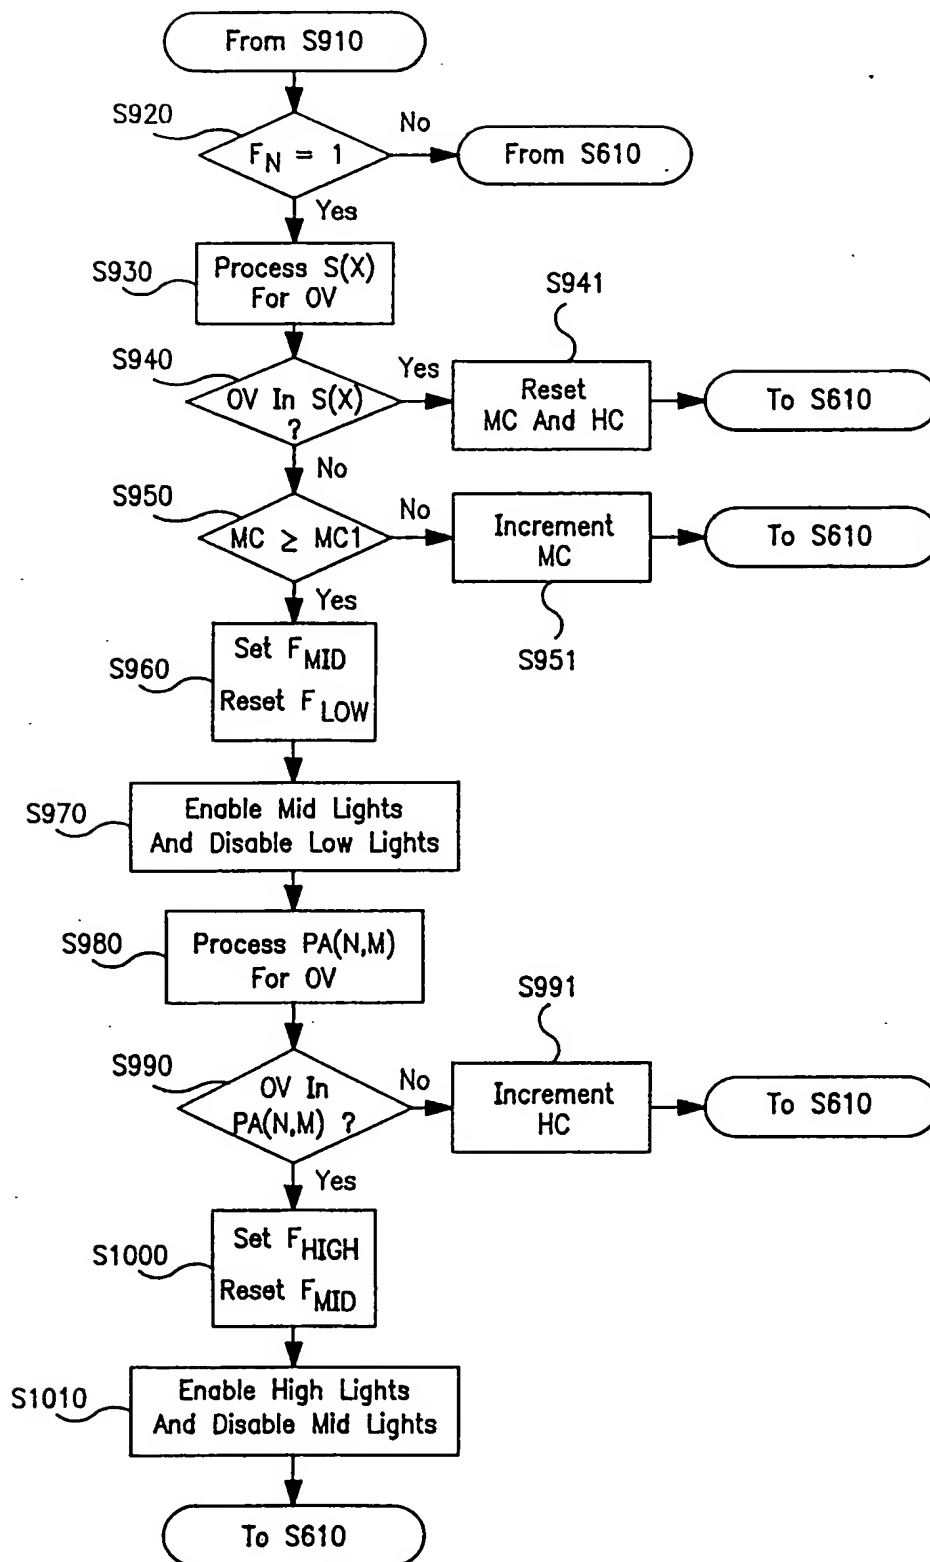 From S910
S920
F_N = 1
No
From S610
Yes
S930
Process S(X)
For OV
S941
S940
OV In S(X)
?
Yes
Reset
MC And HC
To S610
No
S950
MC ≥ MC1
No
Increment
MC
To S610
Yes
S951
S960
Set F_MID
Reset F_LOW
S970
Enable Mid Lights
And Disable Low Lights
S980
Process PA(N,M)
For OV
S991
S990
OV In
PA(N,M) ?
No
Increment
HC
To S610
Yes
S1000
Set F_HIGH
Reset F_MID
S1010
Enable High Lights
And Disable Mid Lights
To S610